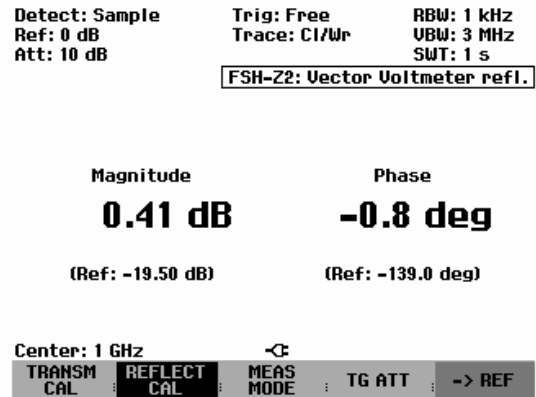 Detect: Sample Trig: Free RBW: 1 kHz
Ref: 0 dB Trace: Cl/Wr VBW: 3 MHz
Att: 10 dB SWT: 1 s
FSH-Z2: Vector Voltmeter refl.
Magnitude Phase
0.41 dB -0.8 deg
(Ref: -19.50 dB) (Ref: -139.0 deg)
Center: 1 GHz
TRANSM CAL REFLECT CAL MEAS MODE TG ATT -> REF